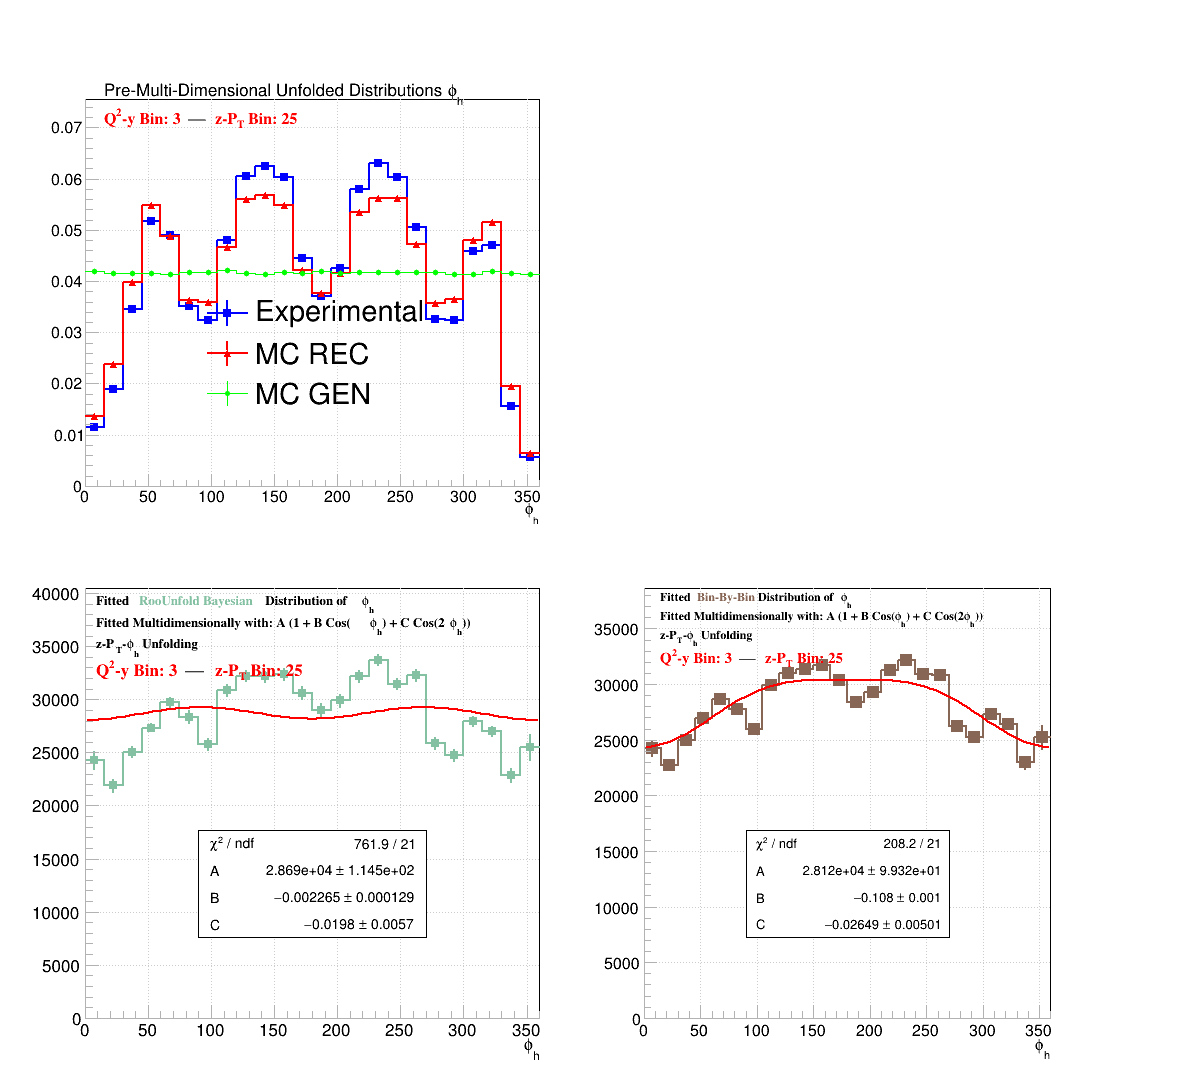 Pre-Multi-Dimensional Unfolded Distributions ϕh
Q²-y Bin: 3 — z-PT Bin: 25
0.07
0.06
0.05
0.04
0.03
0.02
0.01
0
Experimental
MC REC
MC GEN
0 50 100 150 200 250 300 350
ϕh
Fitted RooUnfold Bayesian Distribution of ϕh
Fitted Multidimensionally with: A (1 + B Cos( ϕh) + C Cos(2 ϕh))
z-PT-ϕh Unfolding
Q²-y Bin: 3 — z-PT Bin: 25
40000
35000
30000
25000
20000
15000
10000
5000
0
χ² / ndf 761.9 / 21
A 2.869e+04 ± 1.145e+02
B −0.002265 ± 0.000129
C −0.0198 ± 0.0057
0 50 100 150 200 250 300 350
ϕh
Fitted Bin-By-Bin Distribution of ϕh
Fitted Multidimensionally with: A (1 + B Cos(ϕh) + C Cos(2ϕh))
z-PT-ϕh Unfolding
Q²-y Bin: 3 — z-PT Bin: 25
35000
30000
25000
20000
15000
10000
5000
0
χ² / ndf 208.2 / 21
A 2.812e+04 ± 9.932e+01
B −0.108 ± 0.001
C −0.02649 ± 0.00501
0 50 100 150 200 250 300 350
ϕh